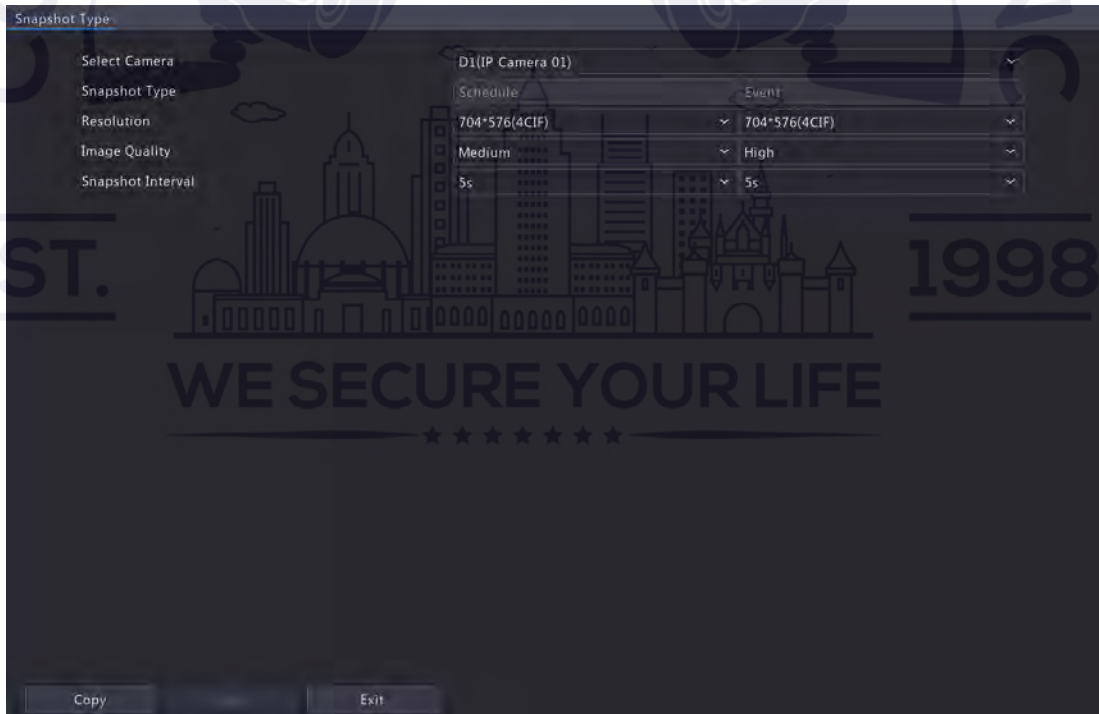 Snapshot Type
Select Camera D1(IP Camera 01)
Snapshot Type Schedule Event
Resolution 704*576(4CIF) 704*576(4CIF)
Image Quality Medium High
Snapshot Interval 5s 5s
ST. 1998
WE SECURE YOUR LIFE
Copy Exit